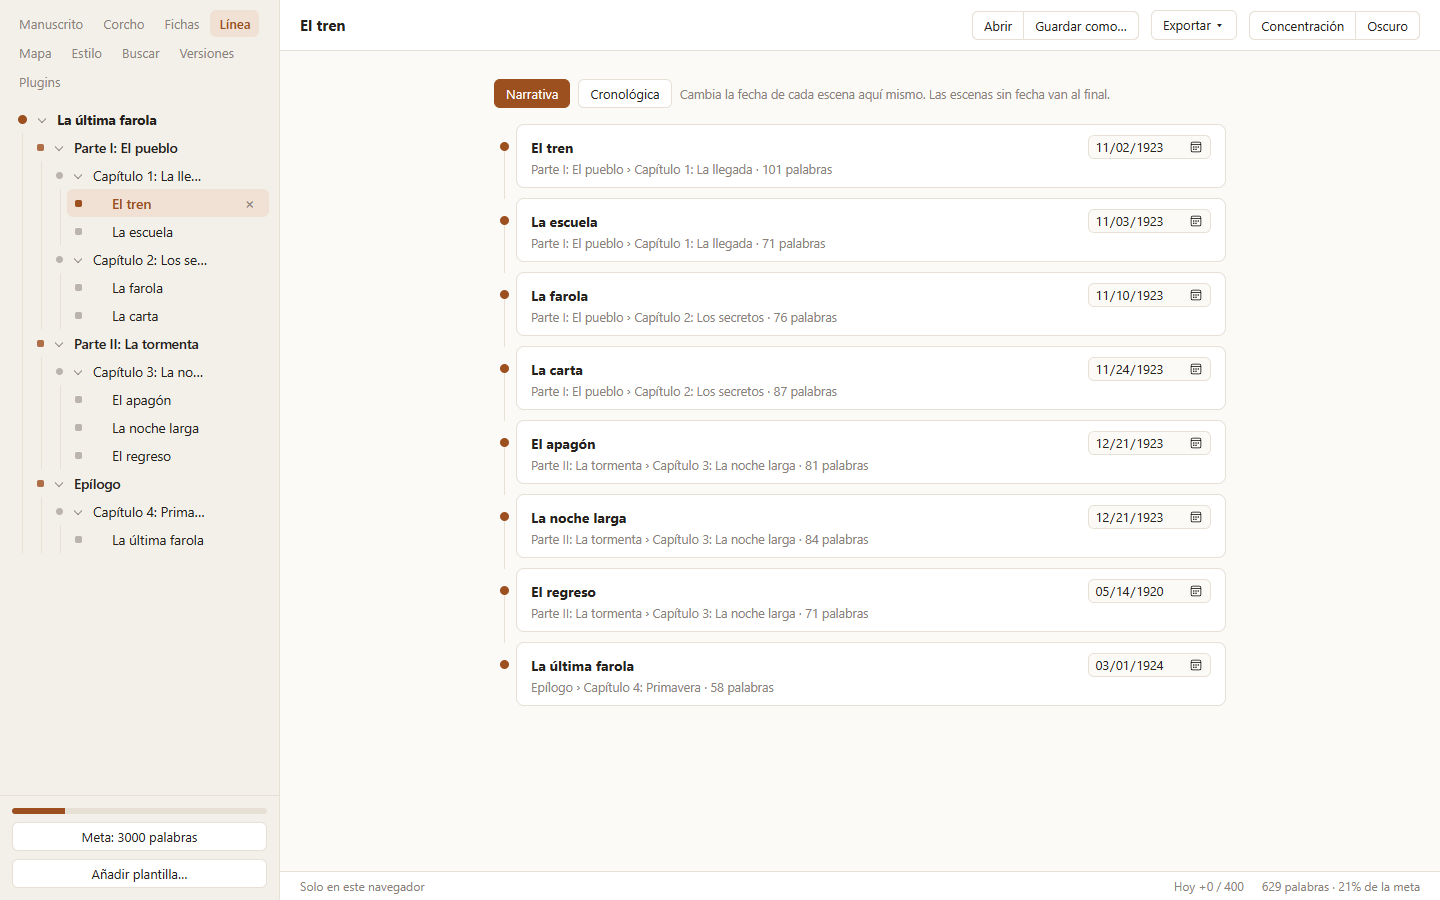 Manuscrito Corcho Fichas Línea
Mapa Estilo Buscar Versiones
Plugins
La última farola
Parte I: El pueblo
Capítulo 1: La lle...
El tren ×
La escuela
Capítulo 2: Los se...
La farola
La carta
Parte II: La tormenta
Capítulo 3: La no...
El apagón
La noche larga
El regreso
Epílogo
Capítulo 4: Prima...
La última farola
Meta: 3000 palabras
Añadir plantilla...
El tren
Abrir Guardar como... Exportar Concentración Oscuro
Narrativa Cronológica Cambia la fecha de cada escena aquí mismo. Las escenas sin fecha van al final.
El tren 11/02/1923
Parte I: El pueblo › Capítulo 1: La llegada · 101 palabras
La escuela 11/03/1923
Parte I: El pueblo › Capítulo 1: La llegada · 71 palabras
La farola 11/10/1923
Parte I: El pueblo › Capítulo 2: Los secretos · 76 palabras
La carta 11/24/1923
Parte I: El pueblo › Capítulo 2: Los secretos · 87 palabras
El apagón 12/21/1923
Parte II: La tormenta › Capítulo 3: La noche larga · 81 palabras
La noche larga 12/21/1923
Parte II: La tormenta › Capítulo 3: La noche larga · 84 palabras
El regreso 05/14/1920
Parte II: La tormenta › Capítulo 3: La noche larga · 71 palabras
La última farola 03/01/1924
Epílogo › Capítulo 4: Primavera · 58 palabras
Solo en este navegador
Hoy +0 / 400 629 palabras · 21% de la meta